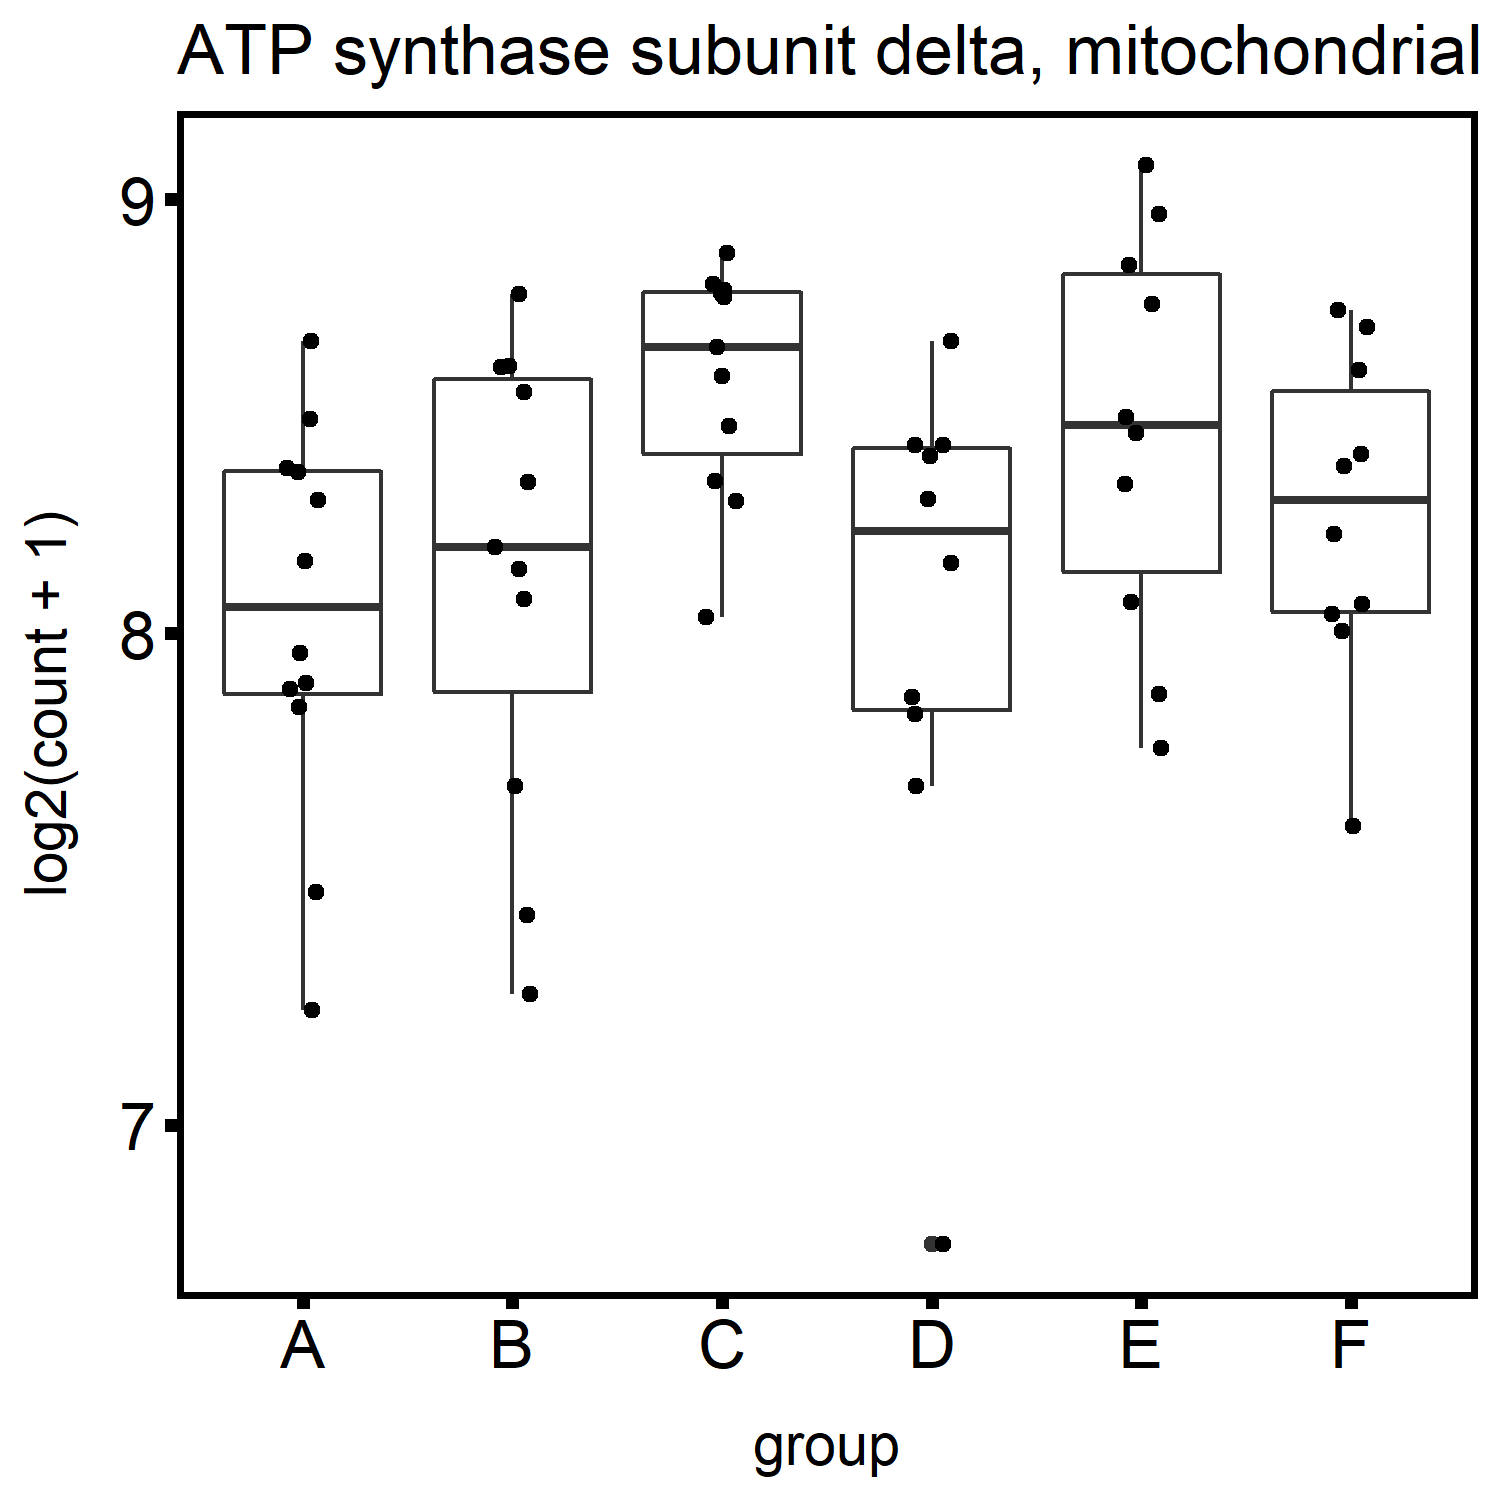 ATP synthase subunit delta, mitochondrial
log2(count + 1)
9
8
7
A B C D E F
group